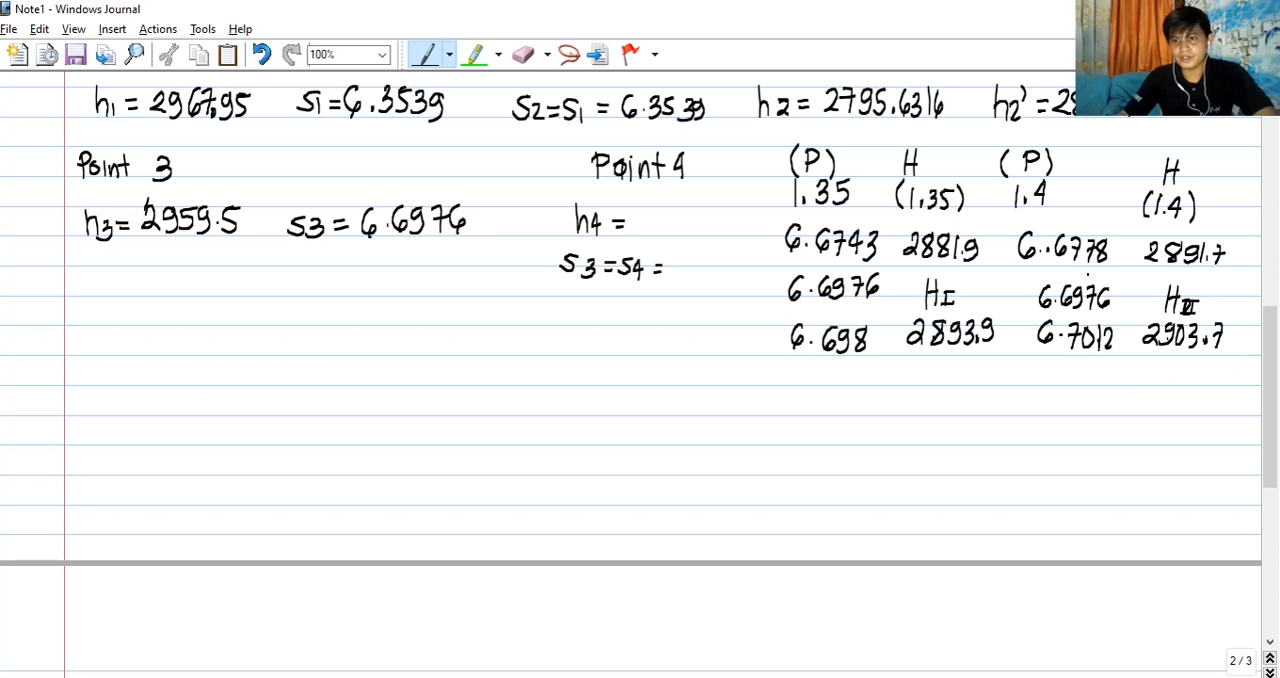 Note1 - Windows Journal
File Edit View Insert Actions Tools Help
100%
h1 = 2967.95 S1 = 6.3539 S2 = S1 = 6.3539 h2 = 2795.6316 h2' = 28
Point 3 Point 4 (P) H (P) H
1.35 (1.35) 1.4 (1.4)
h3 = 2959.5 S3 = 6.6976 h4 = 6.6743 2881.9 6..6778 2891.7
S3 = S4 = 6.6976 HI 6.6976 HII
6.698 2893.9 6.7012 2903.7
2 / 3